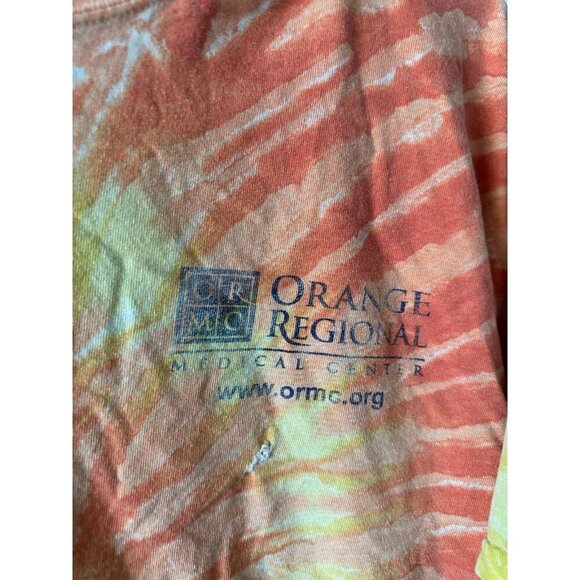 OR
MC
ORANGE
REGIONAL
MEDICAL CENTER
www.ormc.org